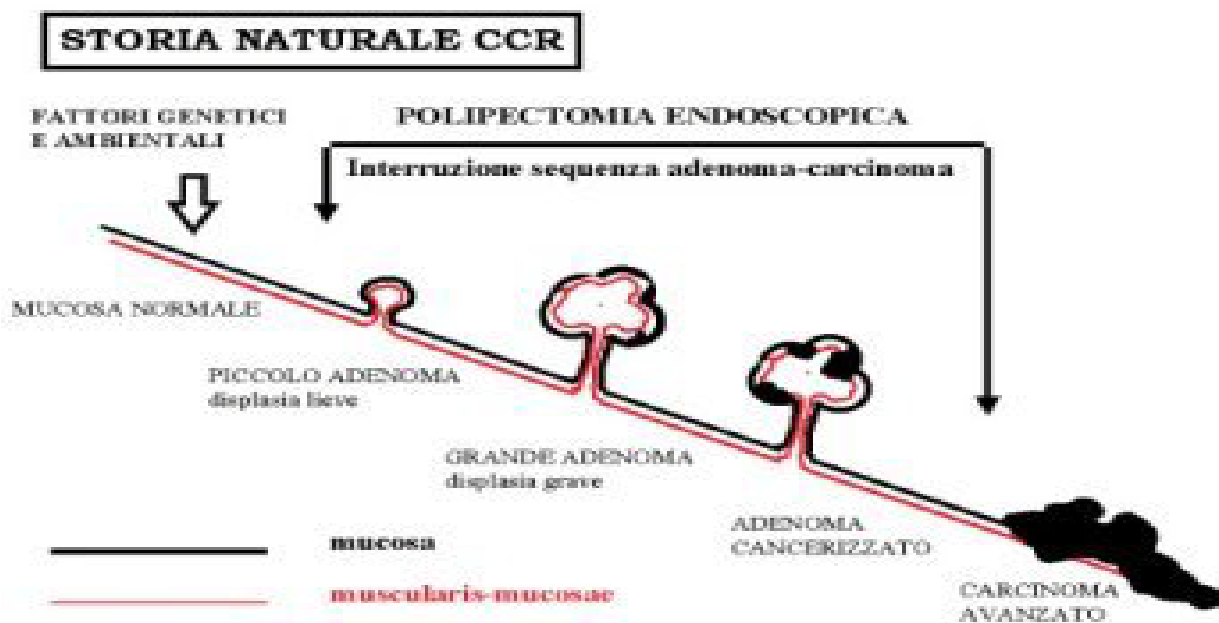 STORIA NATURALE CCR
FATTORI GENETICI
E AMBIENTALI
POLIPECTOMIA ENDOSCOPICA
Interruzione sequenza adenoma-carcinoma
MUCOSA NORMALE
PICCOLO ADENOMA
displasia lieve
GRANDE ADENOMA
displasia grave
ADENOMA
CANCERIZZATO
CARCINOMA
AVANZATO
mucosa
muscularis-mucosae